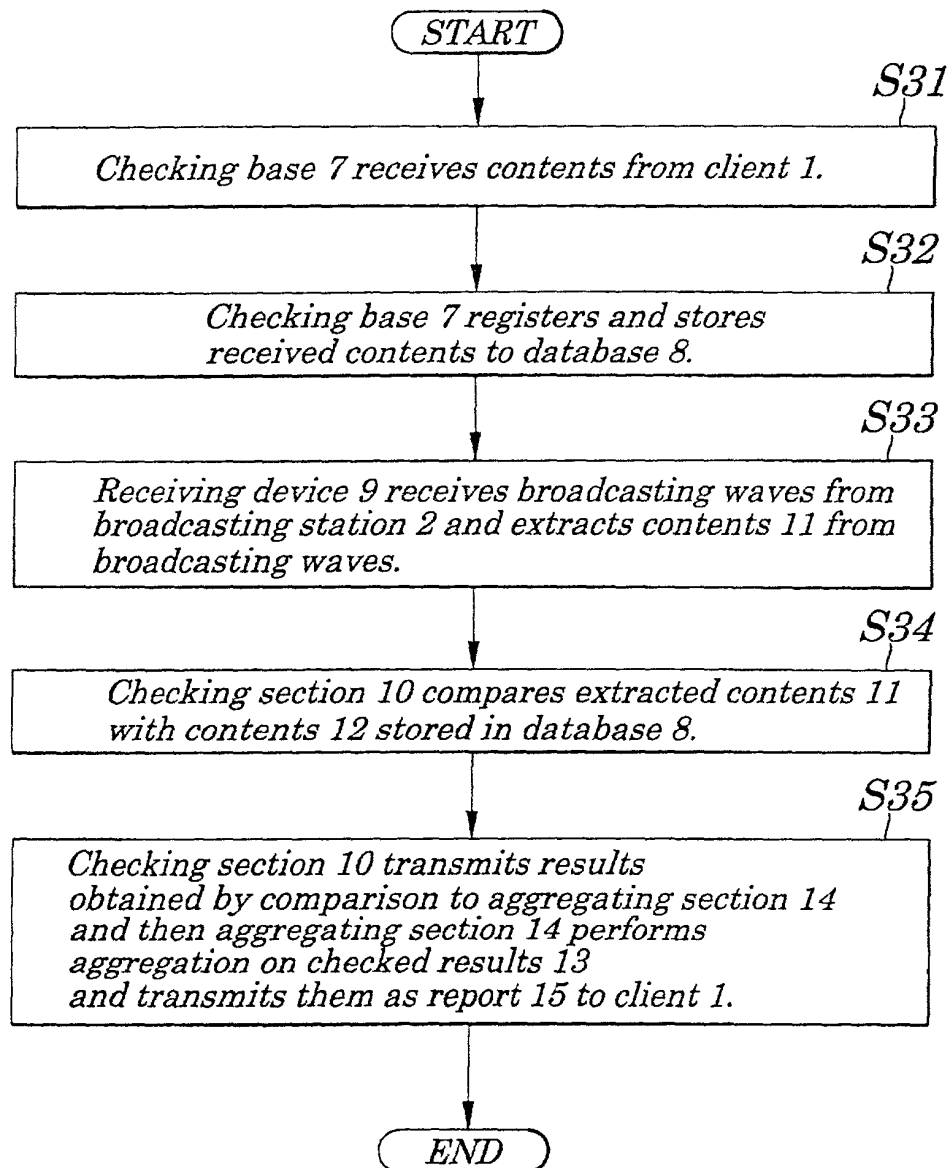 START
S31
Checking base 7 receives contents from client 1.
S32
Checking base 7 registers and stores
received contents to database 8.
S33
Receiving device 9 receives broadcasting waves from
broadcasting station 2 and extracts contents 11 from
broadcasting waves.
S34
Checking section 10 compares extracted contents 11
with contents 12 stored in database 8.
S35
Checking section 10 transmits results
obtained by comparison to aggregating section 14
and then aggregating section 14 performs
aggregation on checked results 13
and transmits them as report 15 to client 1.
END